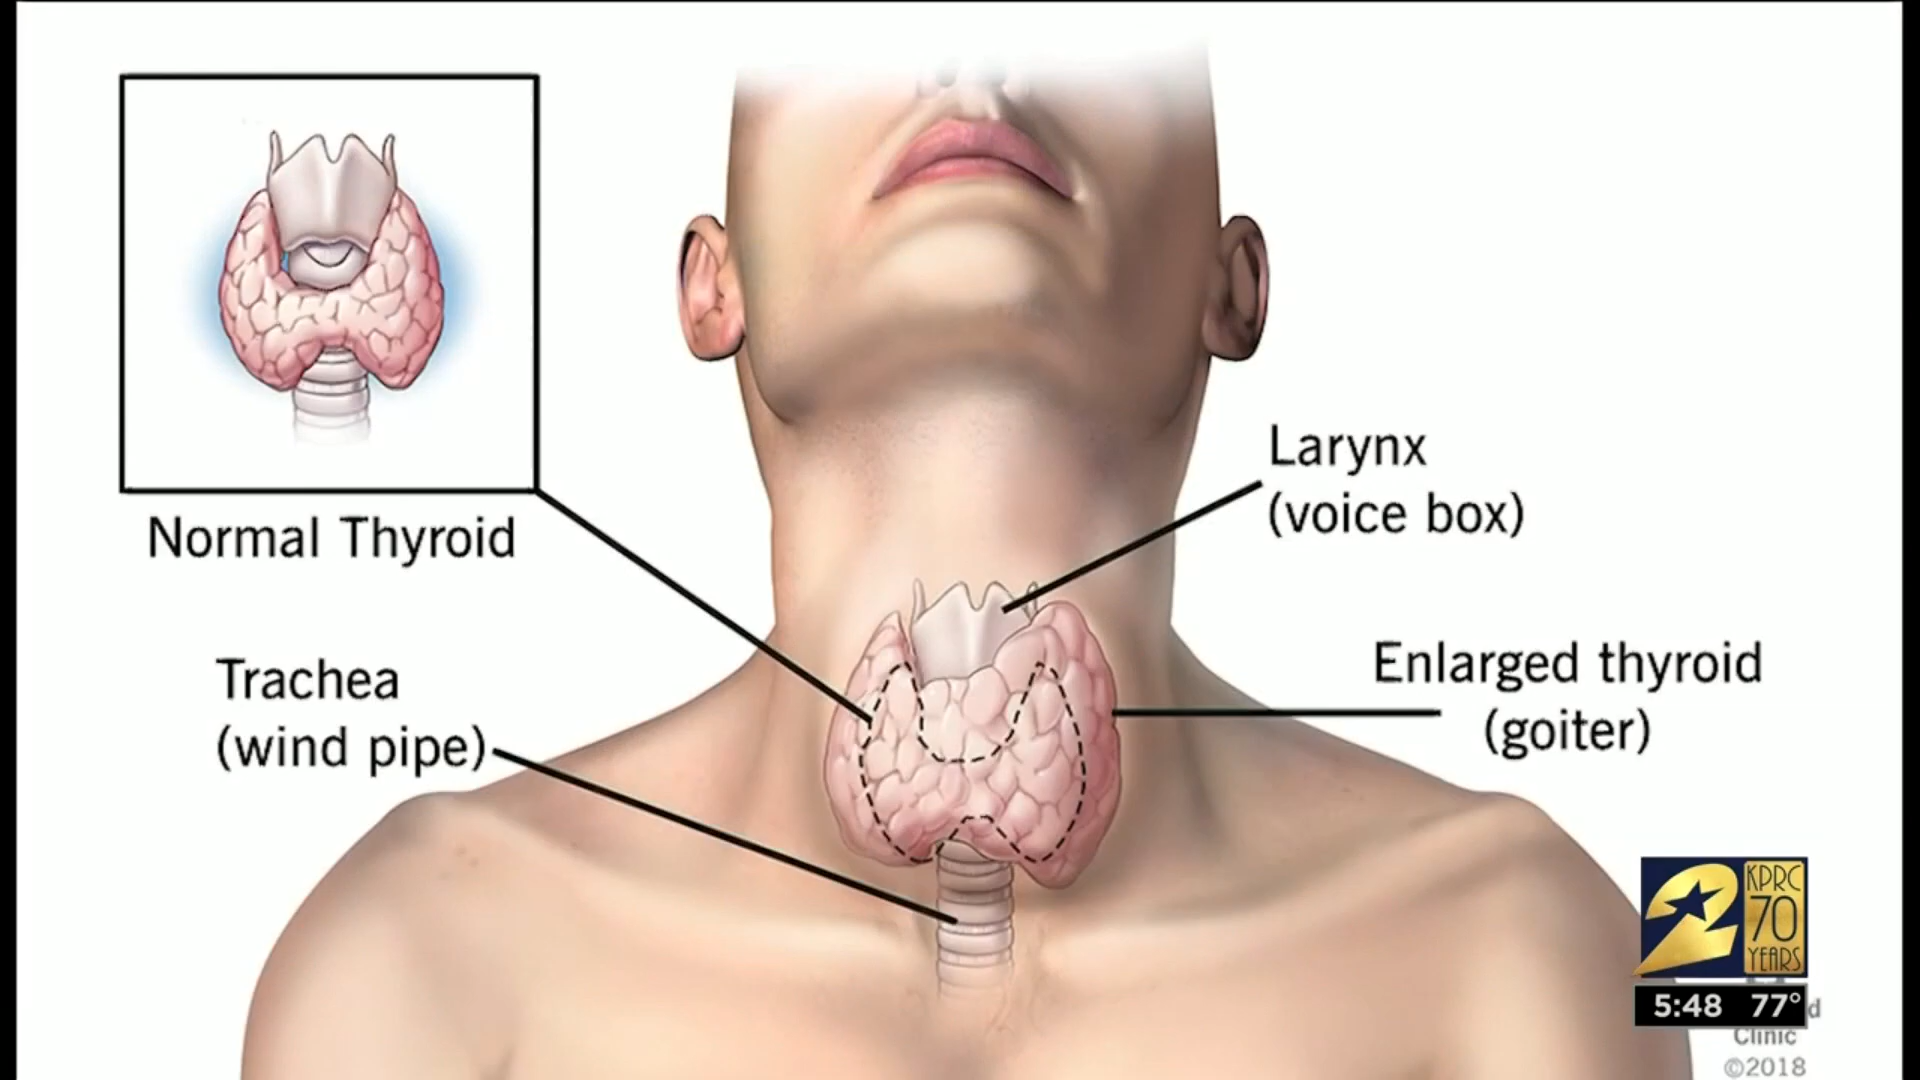 Normal Thyroid
Larynx
(voice box)
Trachea
(wind pipe)
Enlarged thyroid
(goiter)
2
KPRC
70
YEARS
5:48 77°
Clinic
©2018